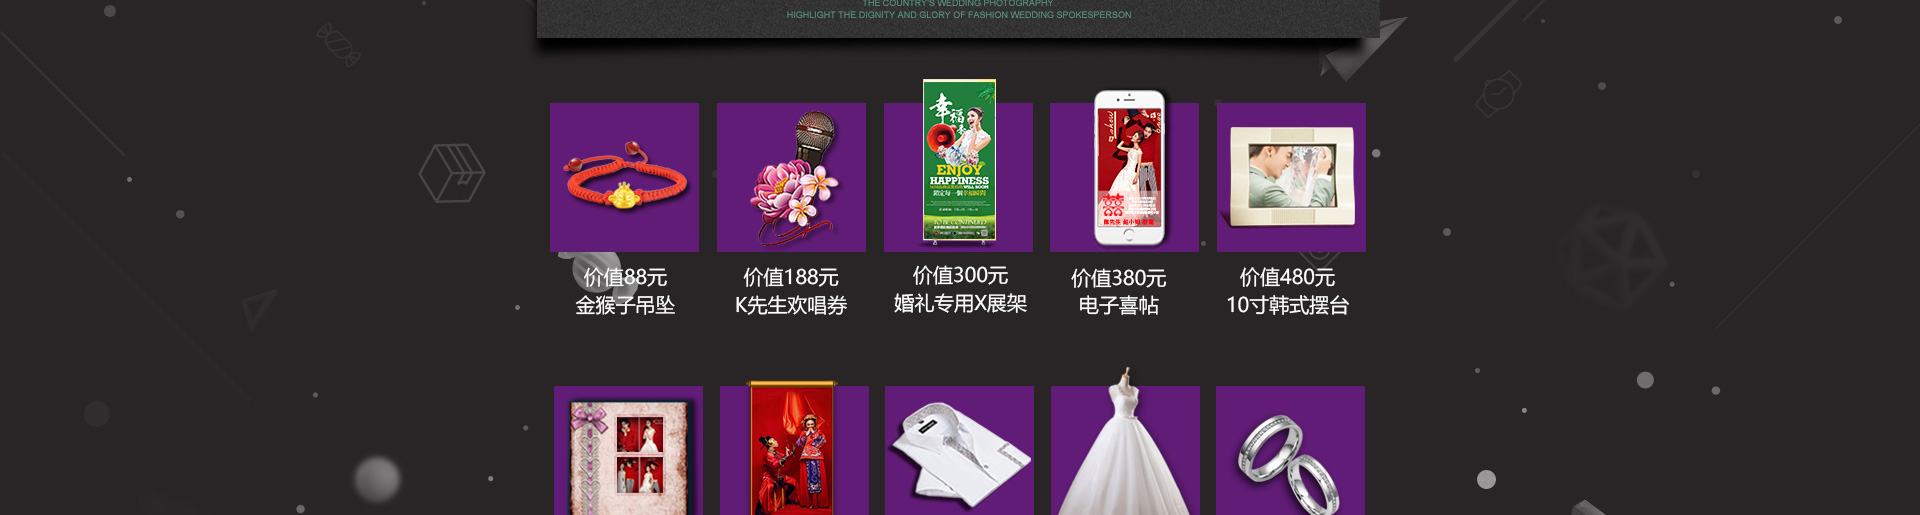 THE COUNTRY'S WEDDING PHOTOGRAPHY.
HIGHLIGHT THE DIGNITY AND GLORY OF FASHION WEDDING SPOKESPERSON
幸福来
ENJOY
HAPPINESS
价值88元
金猴子吊坠
价值188元
K先生欢唱券
价值300元
婚礼专用X展架
价值380元
电子喜帖
价值480元
10寸韩式摆台